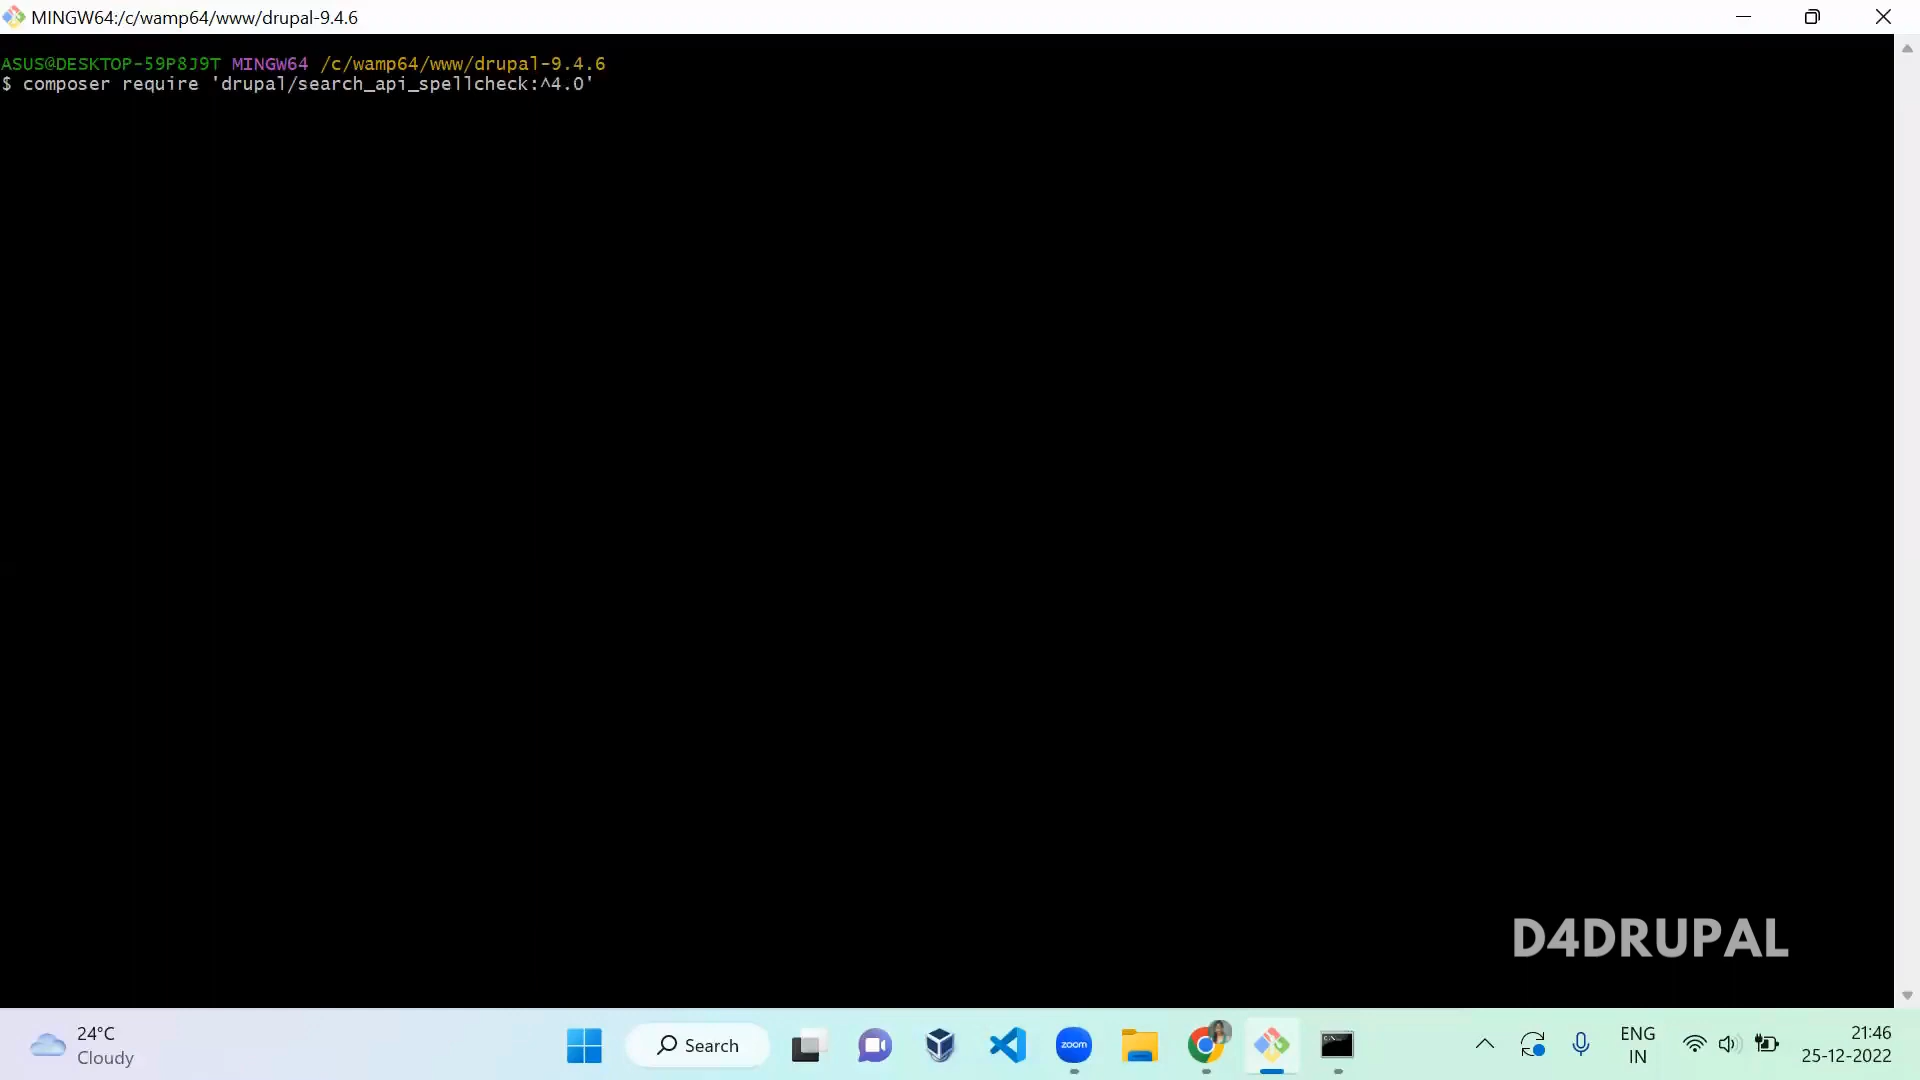 MINGW64:/c/wamp64/www/drupal-9.4.6
ASUS@DESKTOP-59P8J9T MINGW64 /c/wamp64/www/drupal-9.4.6
$ composer require 'drupal/search_api_spellcheck:^4.0'
D4DRUPAL
24°C
Cloudy
Search
zoom
ENG
IN
21:46
25-12-2022